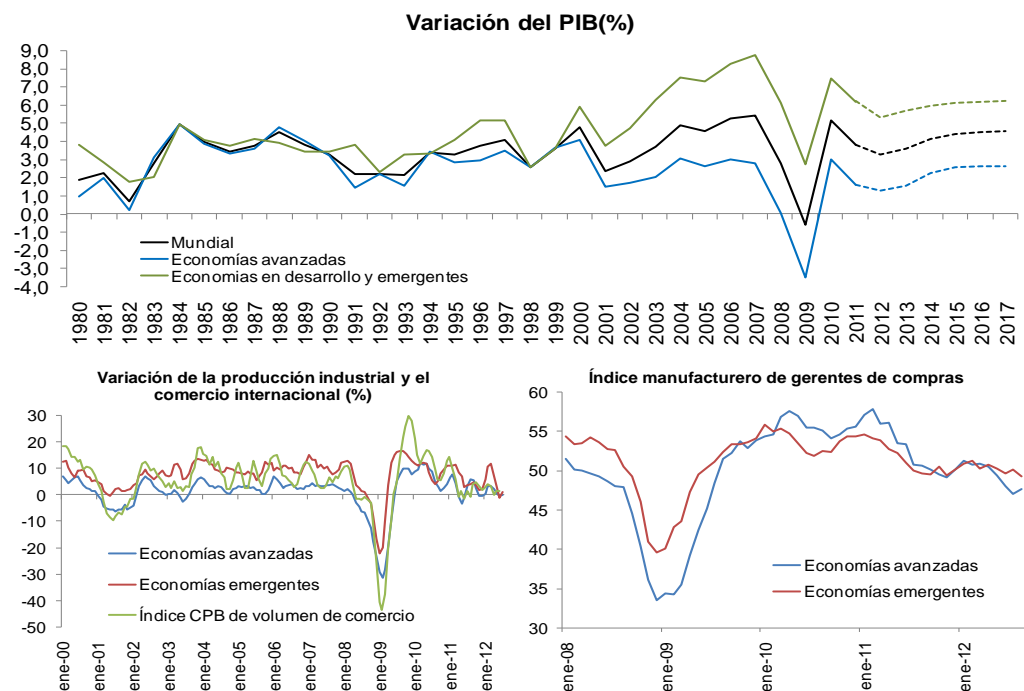 Variación del PIB(%)
9,0
8,0
7,0
6,0
5,0
4,0
3,0
2,0
1,0
0,0
-1,0
-2,0
-3,0
-4,0
Mundial
Economías avanzadas
Economias en desarrollo y emergentes
1980 1981 1982 1983 1984 1985 1986 1987 1988 1989 1990 1991 1992 1993 1994 1995 1996 1997 1998 1999 2000 2001 2002 2003 2004 2005 2006 2007 2008 2009 2010 2011 2012 2013 2014 2015 2016 2017
Variación de la producción industrial y el
comercio internacional (%)
30
20
10
0
-10
-20
-30
-40
-50
Economías avanzadas
Economías emergentes
Índice CPB de volumen de comercio
ene-00 ene-01 ene-02 ene-03 ene-04 ene-05 ene-06 ene-07 ene-08 ene-09 ene-10 ene-11 ene-12
Índice manufacturero de gerentes de compras
60
55
50
45
40
35
30
Economías avanzadas
Economías emergentes
ene-08 ene-09 ene-10 ene-11 ene-12